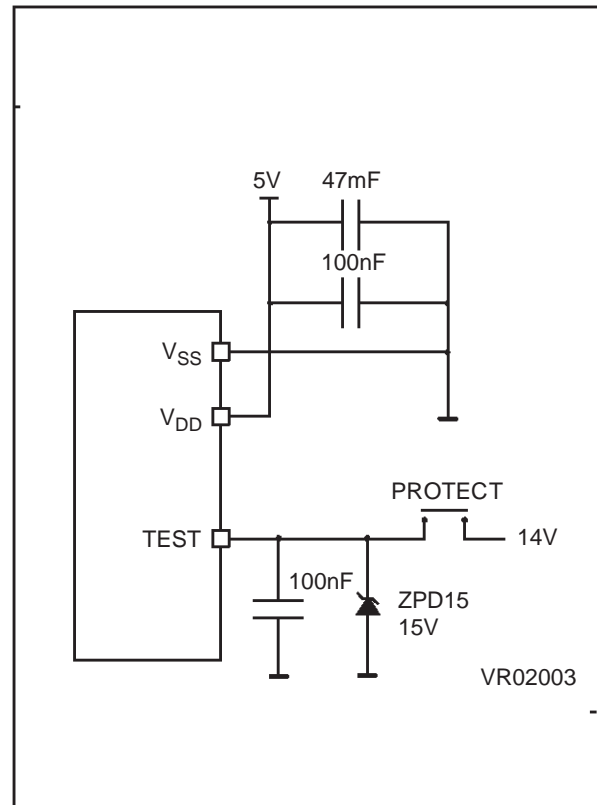 5V 47mF
100nF
VSS
VDD
PROTECT
TEST 14V
100nF ZPD15
15V
VR02003